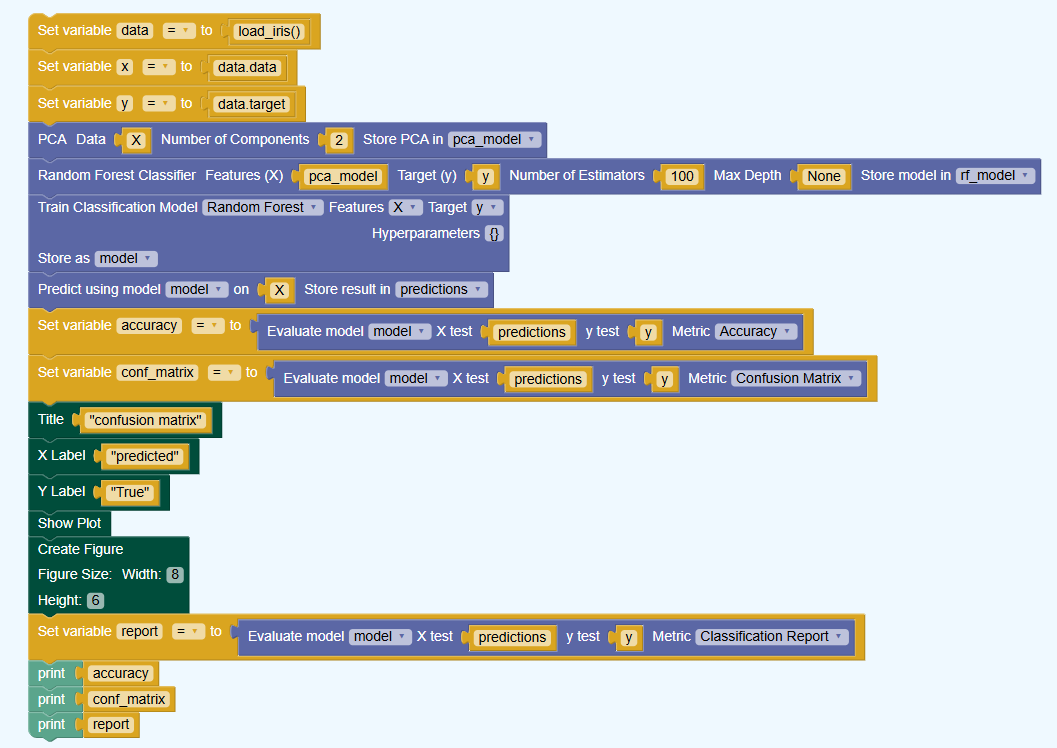 Set variable data = to load_iris()
Set variable x = to data.data
Set variable y = to data.target
PCA Data X Number of Components 2 Store PCA in pca_model
Random Forest Classifier Features (X) pca_model Target (y) y Number of Estimators 100 Max Depth None Store model in rf_model
Train Classification Model Random Forest Features X Target y
Hyperparameters {}
Store as model
Predict using model model on X Store result in predictions
Set variable accuracy = to Evaluate model model X test predictions y test y Metric Accuracy
Set variable conf_matrix = to Evaluate model model X test predictions y test y Metric Confusion Matrix
Title "confusion matrix"
X Label "predicted"
Y Label "True"
Show Plot
Create Figure
Figure Size: Width: 8
Height: 6
Set variable report = to Evaluate model model X test predictions y test y Metric Classification Report
print accuracy
print conf_matrix
print report